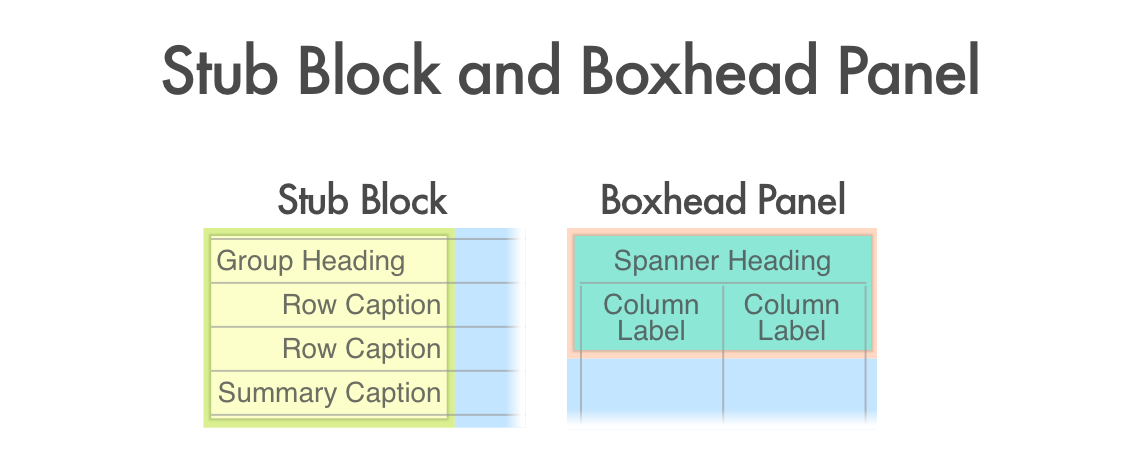 Stub Block and Boxhead Panel
Stub Block
Group Heading
Row Caption
Row Caption
Summary Caption
Boxhead Panel
Spanner Heading
Column
Label
Column
Label